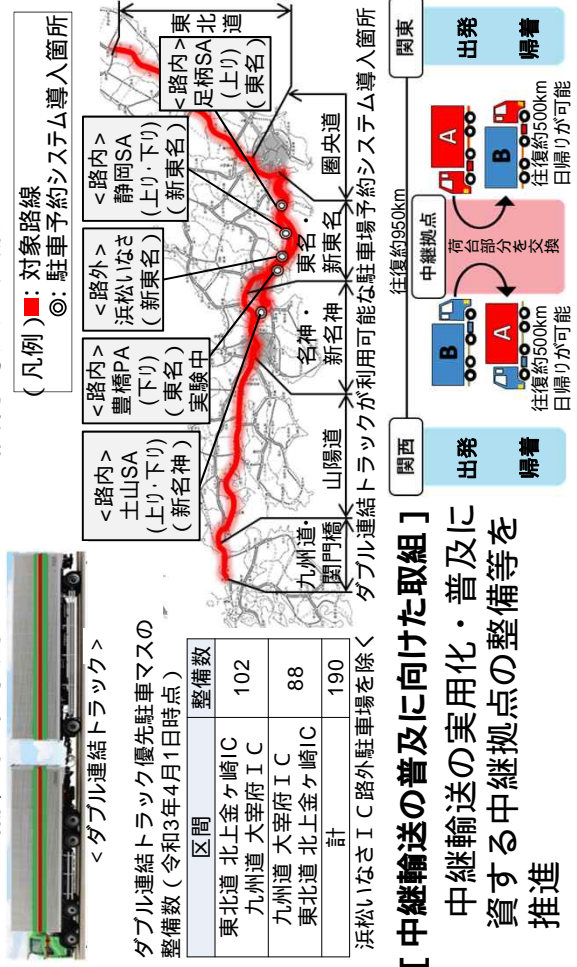 <ダブル連結トラック>
ダブル連結トラック優先駐車マスの
整備数(令和3年4月1日時点)
区間
整備数
東北道 北上金ヶ崎IC
九州道 大宰府IC
102
九州道 大宰府IC
東北道 北上金ヶ崎IC
88
計
190
浜松いなさIC路外駐車場を除く
(凡例)■:対象路線
◎:駐車予約システム導入箇所
<路内>
土山SA
(上り・下り)
(新名神)
<路内>
豊橋PA
(下り)
(東名)
実験中
<路外>
浜松いなさ
(新東名)
<路内>
静岡SA
(上り・下り)
(新東名)
<路内>
足柄SA
(上り)
(東名)
九州道・
関門橋
山陽道
名神・
新名神
東名・
新東名
圏央道
東北道
ダブル連結トラックが利用可能な駐車場予約システム導入箇所
[中継輸送の普及に向けた取組]
中継輸送の実用化・普及に
資する中継拠点の整備等を
推進
往復約950km
関西
中継拠点
関東
出発
帰着
B
A
荷台部分を交換
A
B
出発
帰着
往復約500km
日帰りが可能
往復約500km
日帰りが可能